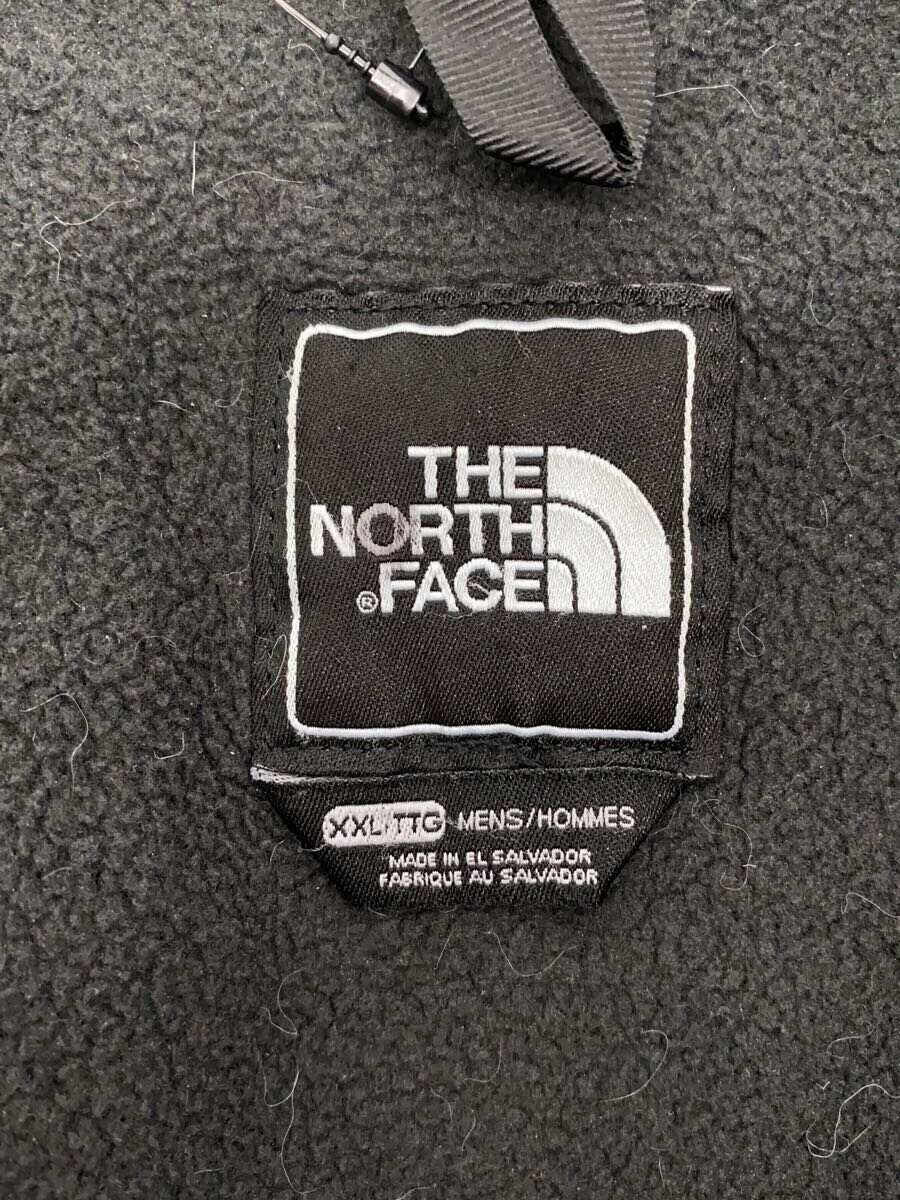 THE
NORTH
® FACE
XXL/TTG MENS/HOMMES
MADE IN EL SALVADOR
FABRIQUE AU SALVADOR